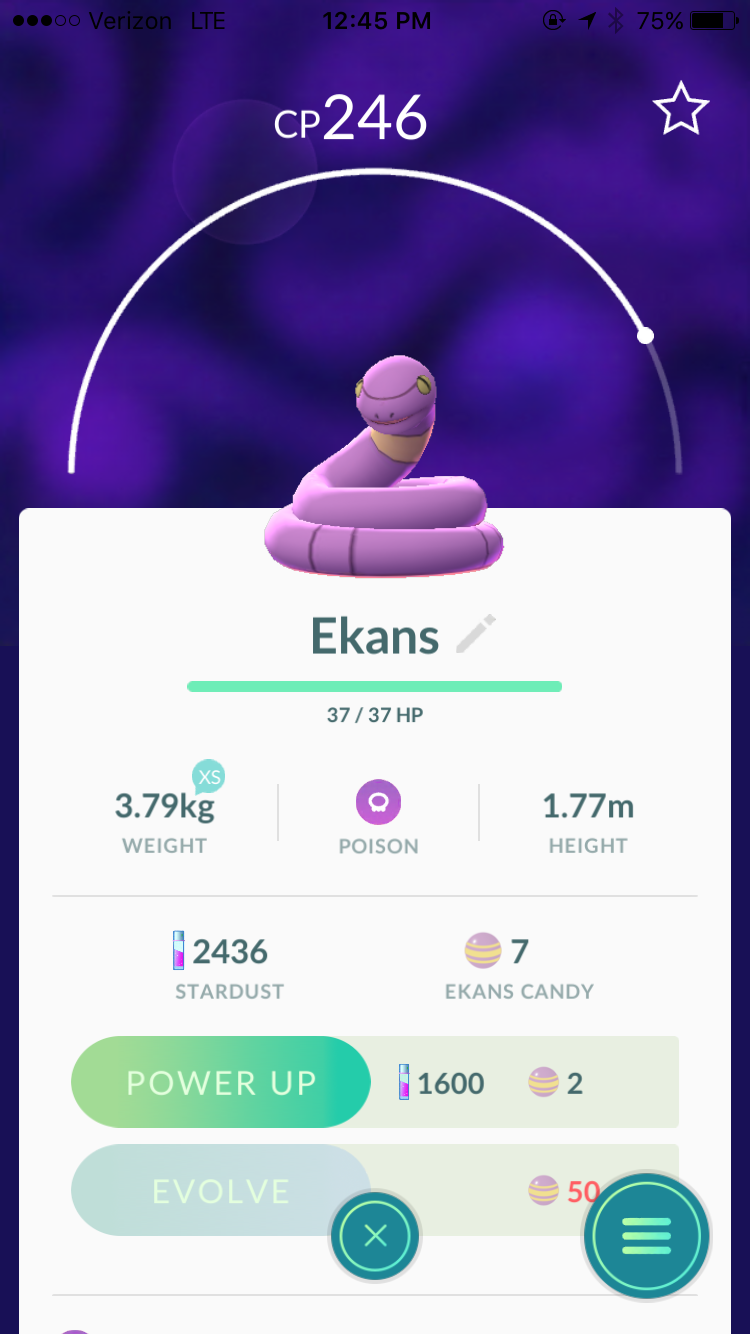 Verizon LTE 12:45 PM 75%
CP246
Ekans
37 / 37 HP
XS
3.79kg 1.77m
WEIGHT POISON HEIGHT
2436 7
STARDUST EKANS CANDY
POWER UP 1600 2
EVOLVE 50